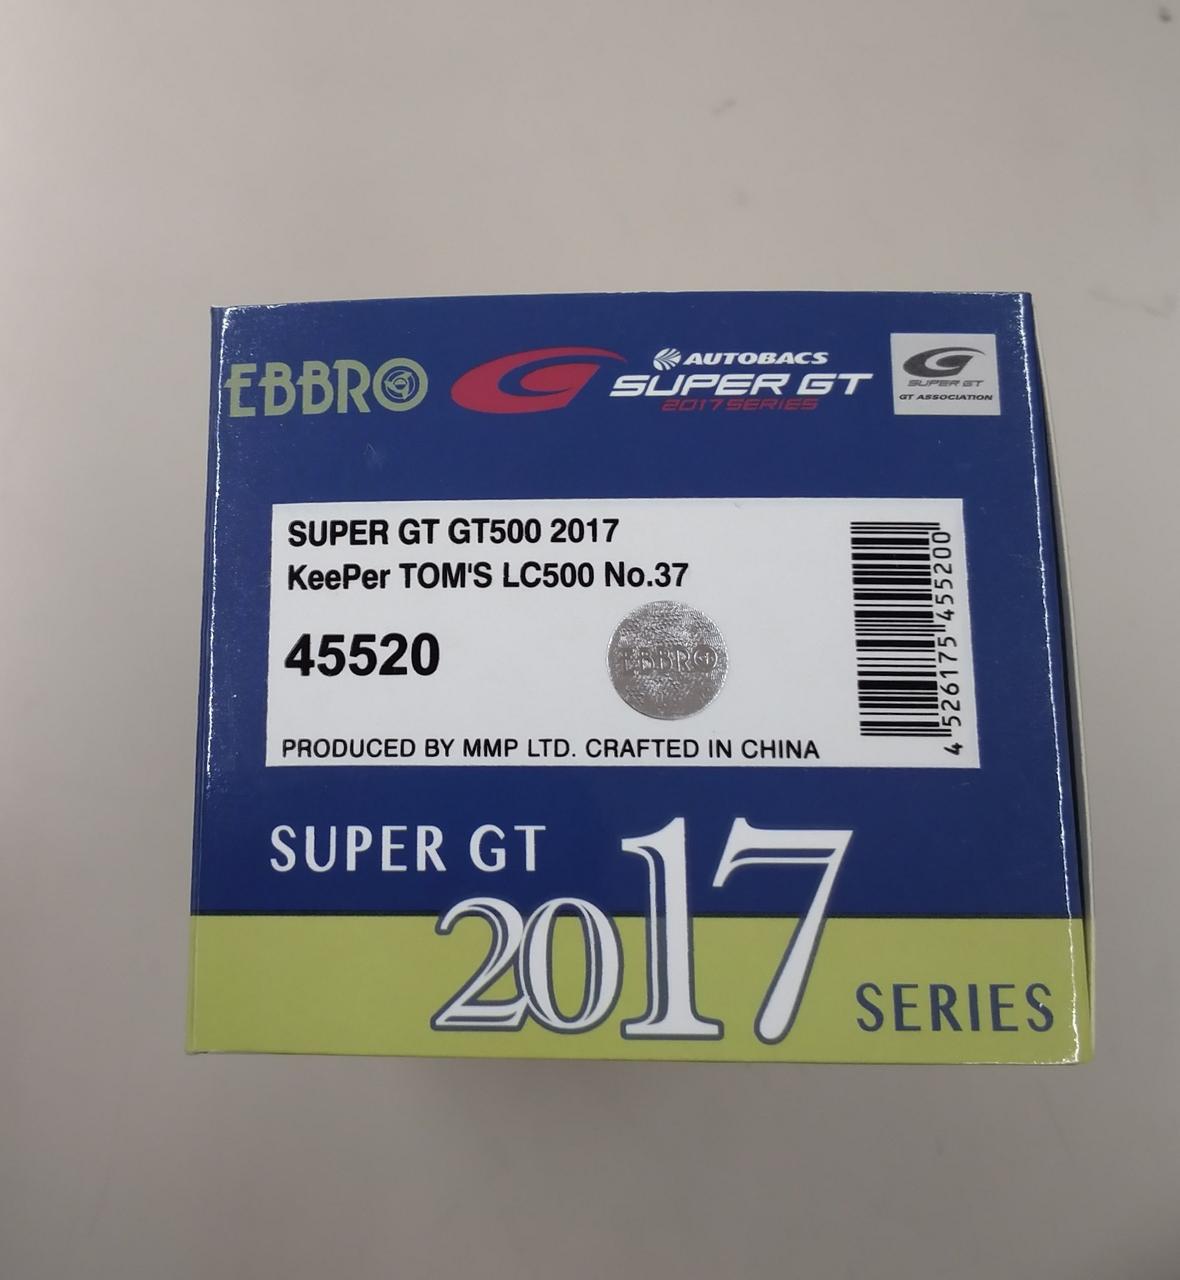 EBBRO
AUTOBACS
SUPER GT
2017 SERIES
SUPER GT
GT ASSOCIATION
SUPER GT GT500 2017
KeePer TOM'S LC500 No.37
45520
EBBRO
PRODUCED BY MMP LTD. CRAFTED IN CHINA
4 526175 455200
SUPER GT
2017
SERIES